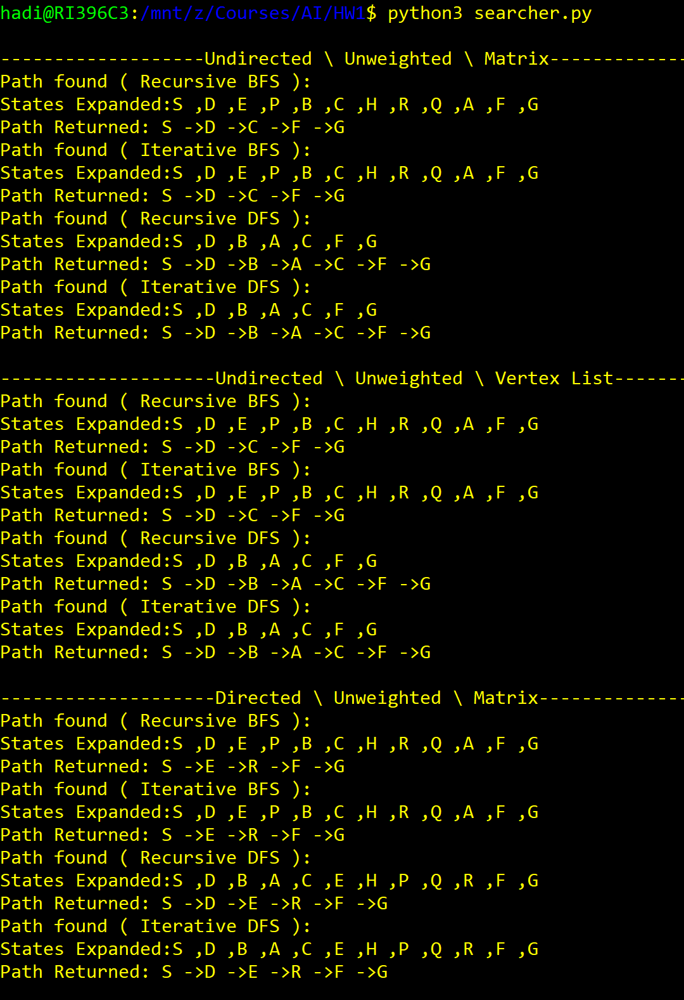 hadi@RI396C3:/mnt/z/Courses/AI/HW1$ python3 searcher.py
-------------------Undirected \ Unweighted \ Matrix-------------
Path found ( Recursive BFS ):
States Expanded:S ,D ,E ,P ,B ,C ,H ,R ,Q ,A ,F ,G
Path Returned: S ->D ->C ->F ->G
Path found ( Iterative BFS ):
States Expanded:S ,D ,E ,P ,B ,C ,H ,R ,Q ,A ,F ,G
Path Returned: S ->D ->C ->F ->G
Path found ( Recursive DFS ):
States Expanded:S ,D ,B ,A ,C ,F ,G
Path Returned: S ->D ->B ->A ->C ->F ->G
Path found ( Iterative DFS ):
States Expanded:S ,D ,B ,A ,C ,F ,G
Path Returned: S ->D ->B ->A ->C ->F ->G
--------------------Undirected \ Unweighted \ Vertex List-------
Path found ( Recursive BFS ):
States Expanded:S ,D ,E ,P ,B ,C ,H ,R ,Q ,A ,F ,G
Path Returned: S ->D ->C ->F ->G
Path found ( Iterative BFS ):
States Expanded:S ,D ,E ,P ,B ,C ,H ,R ,Q ,A ,F ,G
Path Returned: S ->D ->C ->F ->G
Path found ( Recursive DFS ):
States Expanded:S ,D ,B ,A ,C ,F ,G
Path Returned: S ->D ->B ->A ->C ->F ->G
Path found ( Iterative DFS ):
States Expanded:S ,D ,B ,A ,C ,F ,G
Path Returned: S ->D ->B ->A ->C ->F ->G
--------------------Directed \ Unweighted \ Matrix--------------
Path found ( Recursive BFS ):
States Expanded:S ,D ,E ,P ,B ,C ,H ,R ,Q ,A ,F ,G
Path Returned: S ->E ->R ->F ->G
Path found ( Iterative BFS ):
States Expanded:S ,D ,E ,P ,B ,C ,H ,R ,Q ,A ,F ,G
Path Returned: S ->E ->R ->F ->G
Path found ( Recursive DFS ):
States Expanded:S ,D ,B ,A ,C ,E ,H ,P ,Q ,R ,F ,G
Path Returned: S ->D ->E ->R ->F ->G
Path found ( Iterative DFS ):
States Expanded:S ,D ,B ,A ,C ,E ,H ,P ,Q ,R ,F ,G
Path Returned: S ->D ->E ->R ->F ->G